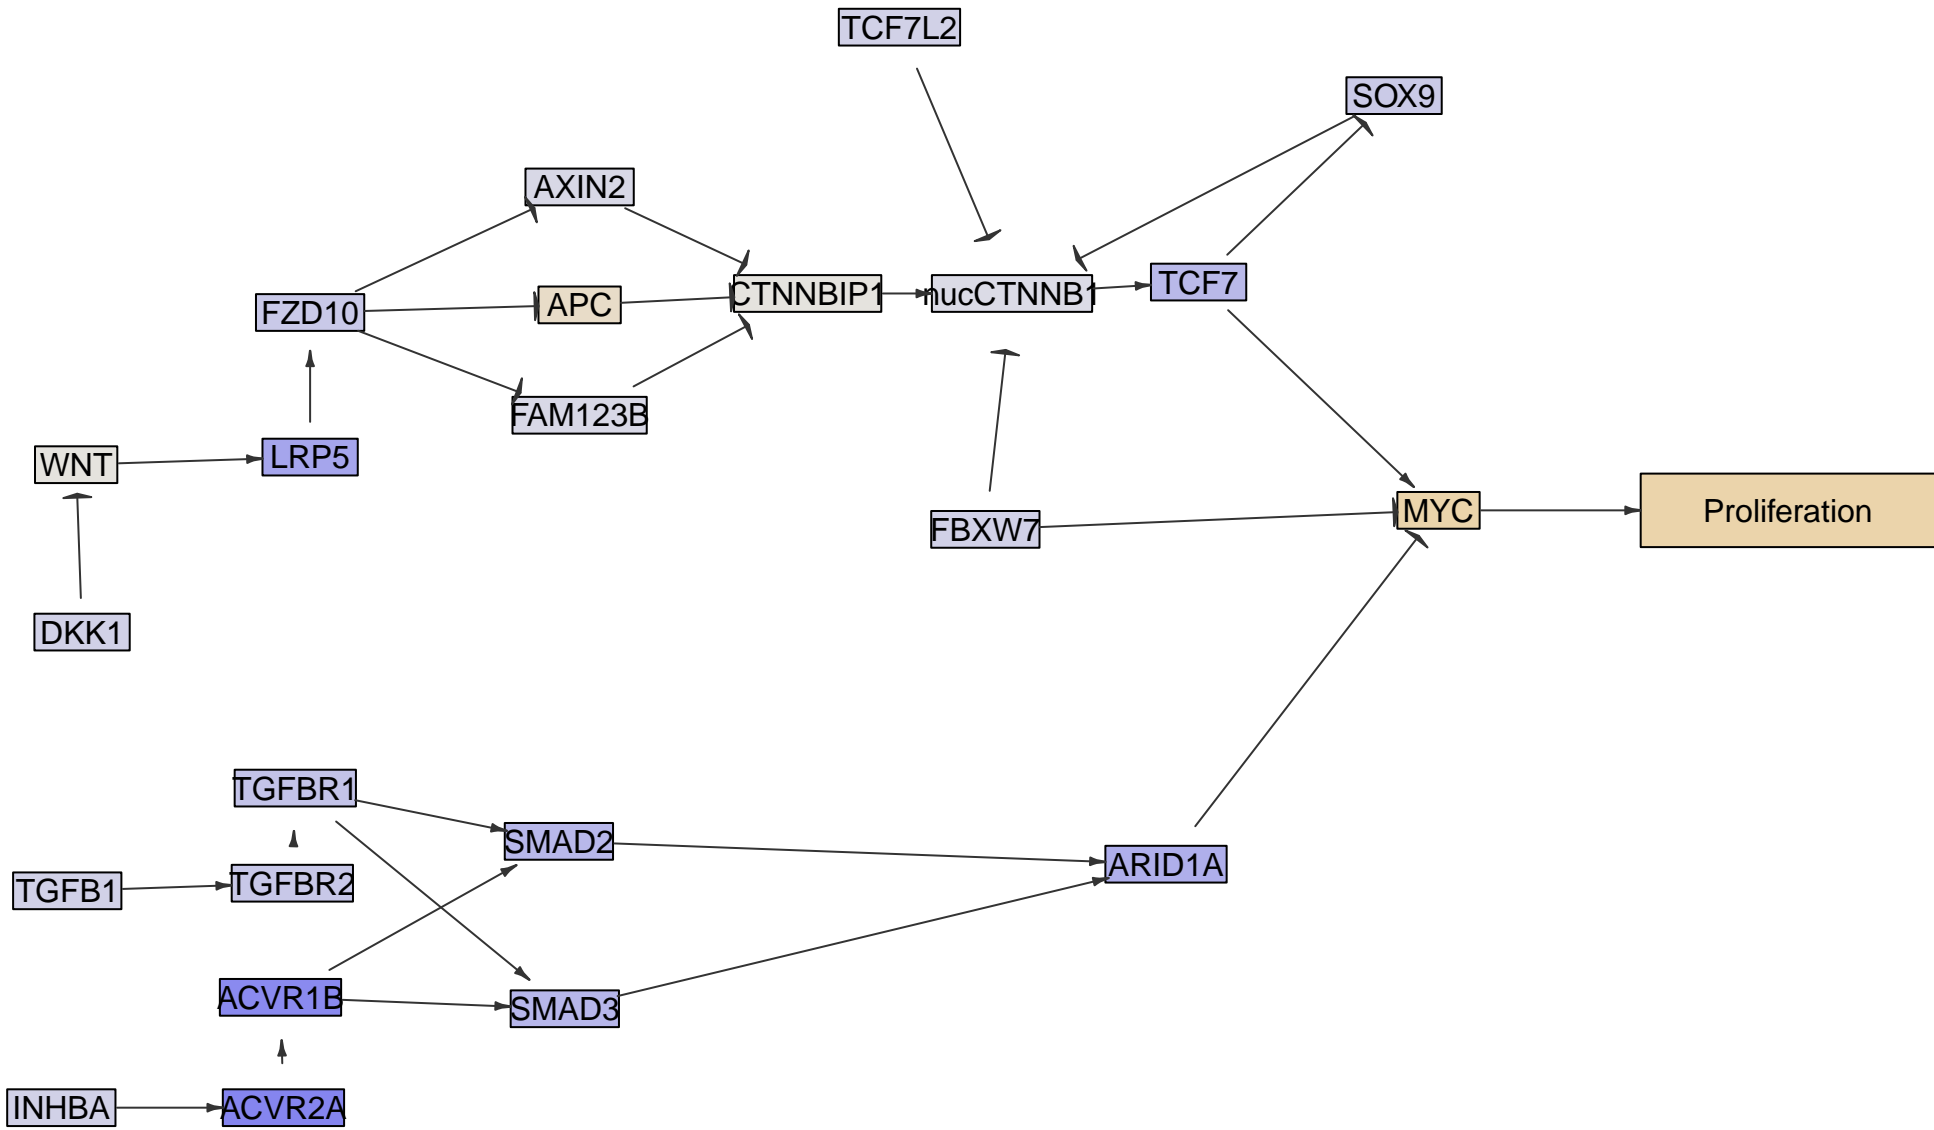 TCF7L2
SOX9
AXIN2
FZD10
APC
CTNNBIP1
nucCTNNB1
TCF7
FAM123B
WNT
LRP5
FBXW7
MYC
Proliferation
DKK1
TGFBR1
SMAD2
TGFB1
TGFBR2
ARID1A
ACVR1B
SMAD3
INHBA
ACVR2A